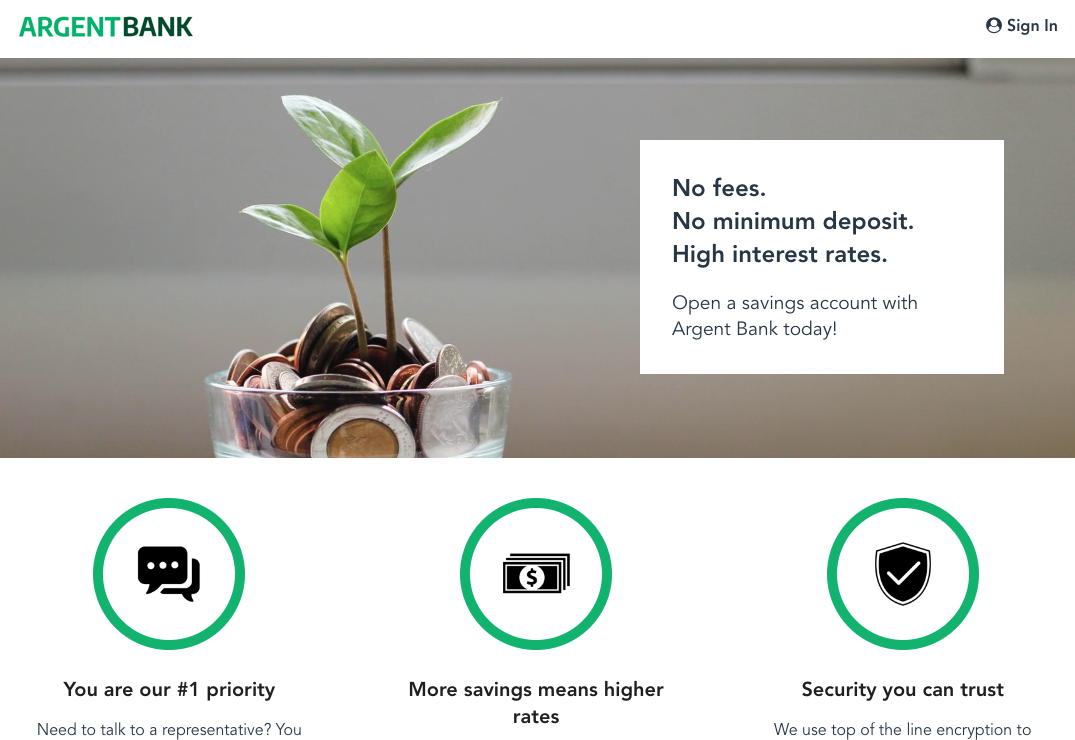 ARGENTBANK
Sign In
No fees.
No minimum deposit.
High interest rates.
Open a savings account with
Argent Bank today!
You are our #1 priority
Need to talk to a representative? You
More savings means higher
rates
Security you can trust
We use top of the line encryption to